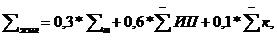 ∑ = 0,3* ∑ + 0,6* ∑ ИП + 0,1* ∑ к,